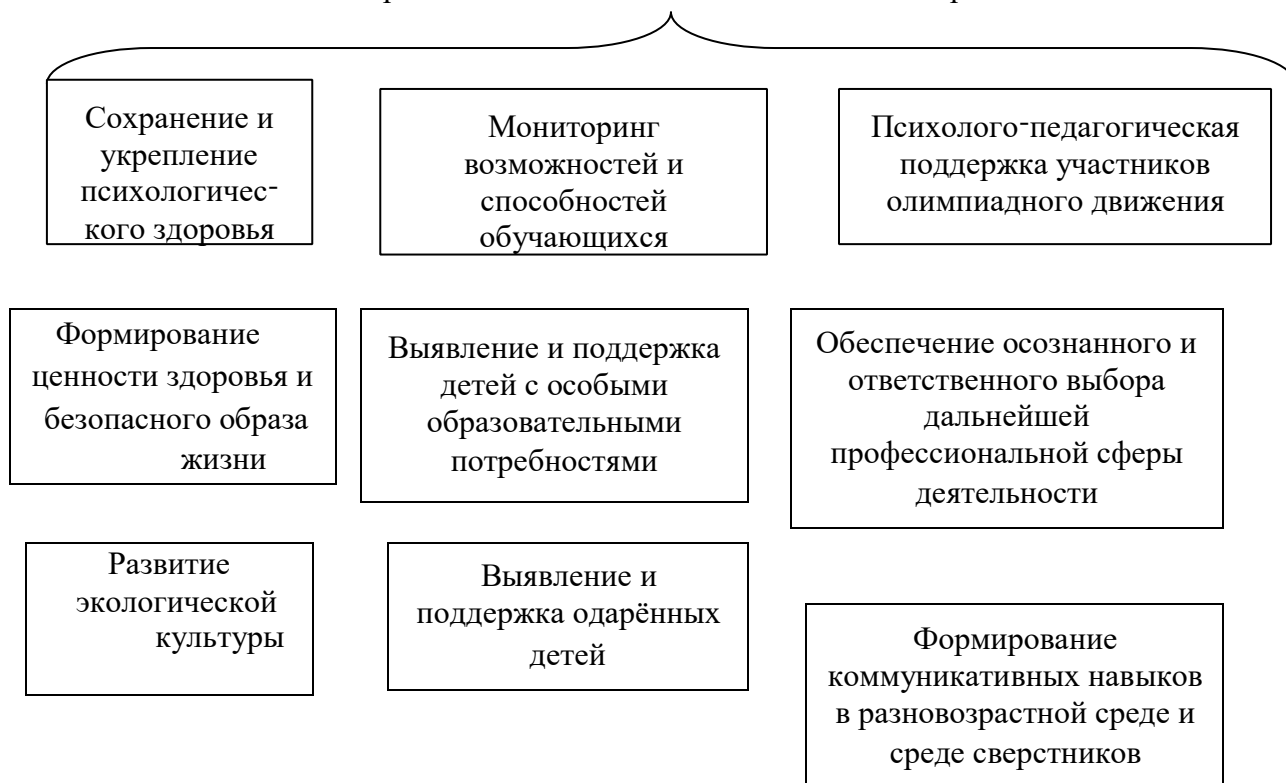 Сохранение и
укрепление
психологичес-
кого здоровья
Мониторинг
возможностей и
способностей
обучающихся
Психолого-педагогическая
поддержка участников
олимпиадного движения
Формирование
ценности здоровья и
безопасного образа
жизни
Выявление и поддержка
детей с особыми
образовательными
потребностями
Обеспечение осознанного и
ответственного выбора
дальнейшей
профессиональной сферы
деятельности
Развитие
экологической
культуры
Выявление и
поддержка одарённых
детей
Формирование
коммуникативных навыков
в разновозрастной среде и
среде сверстников